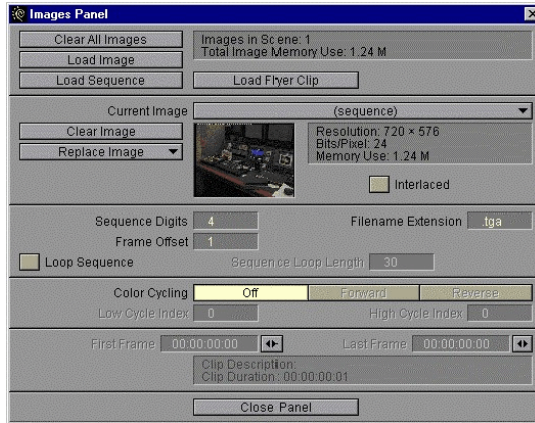 Images Panel
Clear All Images
Images in Scene: 1
Total Image Memory Use: 1.24 M
Load Image
Load Sequence
Load Flyer Clip
Current Image
(sequence)
Clear Image
Replace Image
Resolution: 720 × 576
Bits/Pixel: 24
Memory Use: 1.24 M
Interlaced
Sequence Digits 4
Filename Extension .tga
Frame Offset 1
Loop Sequence
Sequence Loop Length 30
Color Cycling Off Forward Reverse
Low Cycle Index 0
High Cycle Index 0
First Frame 00:00:00:00
Last Frame 00:00:00:00
Clip Description:
Clip Duration: 00:00:00:01
Close Panel